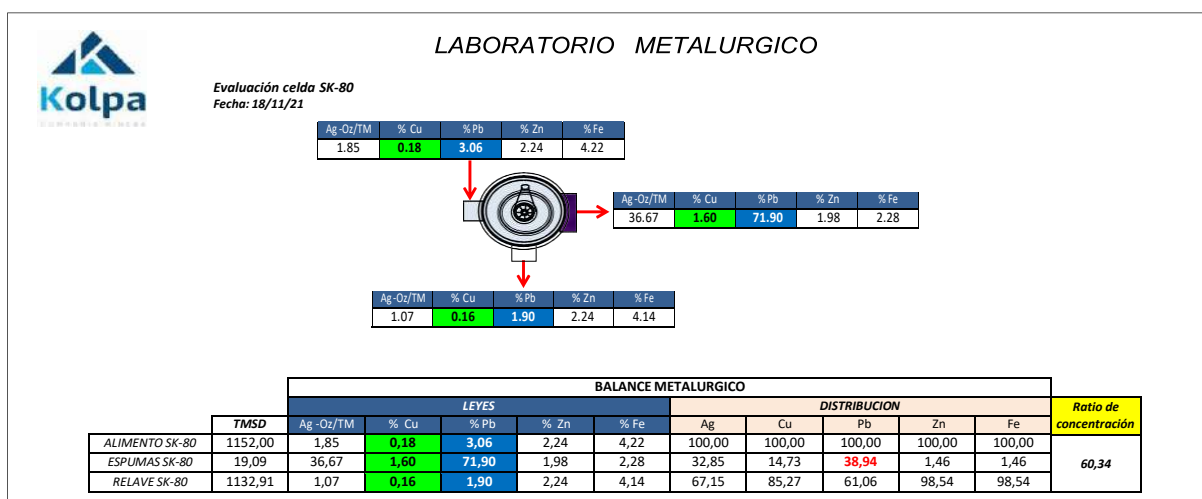 LABORATORIO METALURGICO
Kolpa
COMPAÑIA MINERA
Evaluación celda SK-80
Fecha: 18/11/21
Ag -Oz/TM % Cu % Pb % Zn % Fe
1.85 0.18 3.06 2.24 4.22
Ag -Oz/TM % Cu % Pb % Zn % Fe
36.67 1.60 71.90 1.98 2.28
Ag -Oz/TM % Cu % Pb % Zn % Fe
1.07 0.16 1.90 2.24 4.14
BALANCE METALURGICO
LEYES DISTRIBUCION Ratio de concentración
TMSD Ag -Oz/TM % Cu % Pb % Zn % Fe Ag Cu Pb Zn Fe
ALIMENTO SK-80 1152,00 1,85 0,18 3,06 2,24 4,22 100,00 100,00 100,00 100,00 100,00
ESPUMAS SK-80 19,09 36,67 1,60 71,90 1,98 2,28 32,85 14,73 38,94 1,46 1,46 60,34
RELAVE SK-80 1132,91 1,07 0,16 1,90 2,24 4,14 67,15 85,27 61,06 98,54 98,54